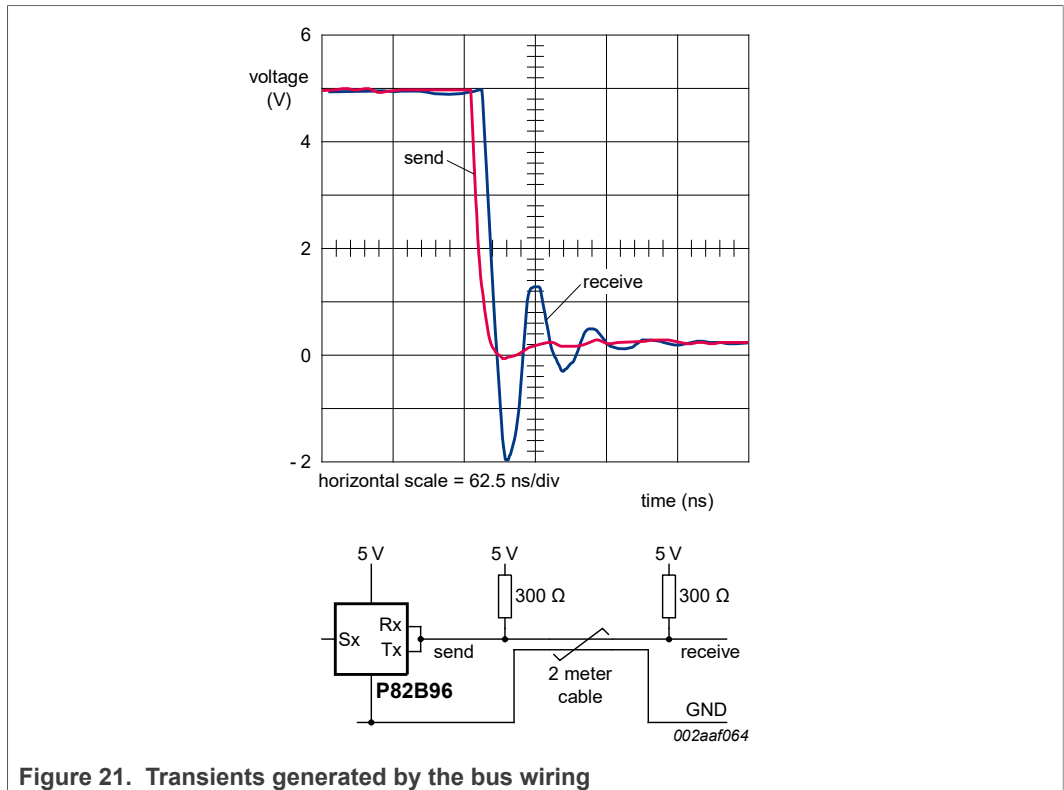 6
voltage
(V)
4
send
2
receive
0
- 2
horizontal scale = 62.5 ns/div
time (ns)
5 V
5 V
5 V
300 Ω
300 Ω
Rx
Sx
Tx
send
receive
2 meter
cable
P82B96
GND
002aaf064
Figure 21. Transients generated by the bus wiring